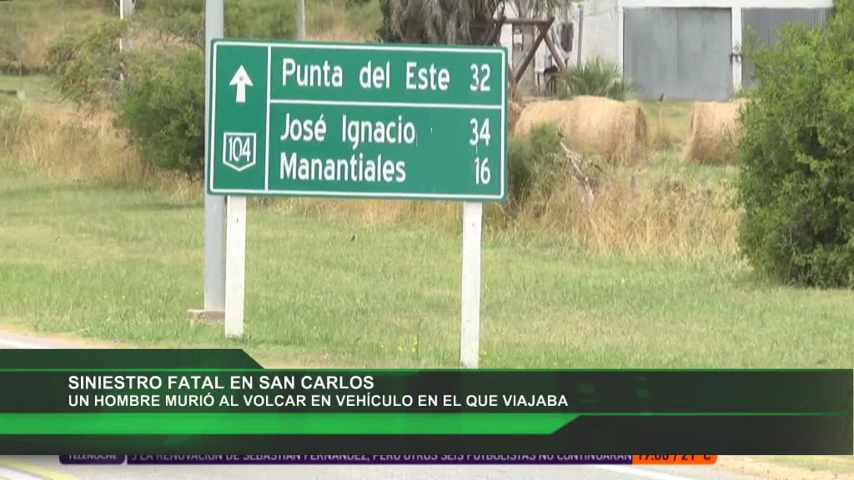 Punta del Este 32
José Ignacio 34
104
Manantiales 16
SINIESTRO FATAL EN SAN CARLOS
UN HOMBRE MURIÓ AL VOLCAR EN VEHÍCULO EN EL QUE VIAJABA
TELENOCHE LA RENOVACIÓN DE SEBASTIÁN FERNÁNDEZ, PERO OTROS SEIS FUTBOLISTAS NO CONTINUARÁN